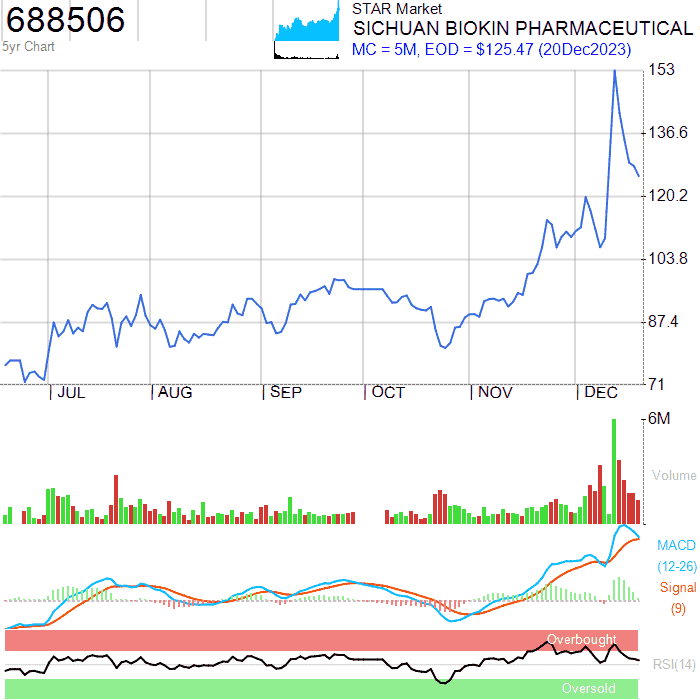 688506
5yr Chart
STAR Market
SICHUAN BIOKIN PHARMACEUTICAL
MC = 5M, EOD = $125.47 (20Dec2023)
153
136.6
120.2
103.8
87.4
71
JUL AUG SEP OCT NOV DEC
6M
Volume
MACD
(12-26)
Signal
(9)
Overbought
RSI(14)
Oversold